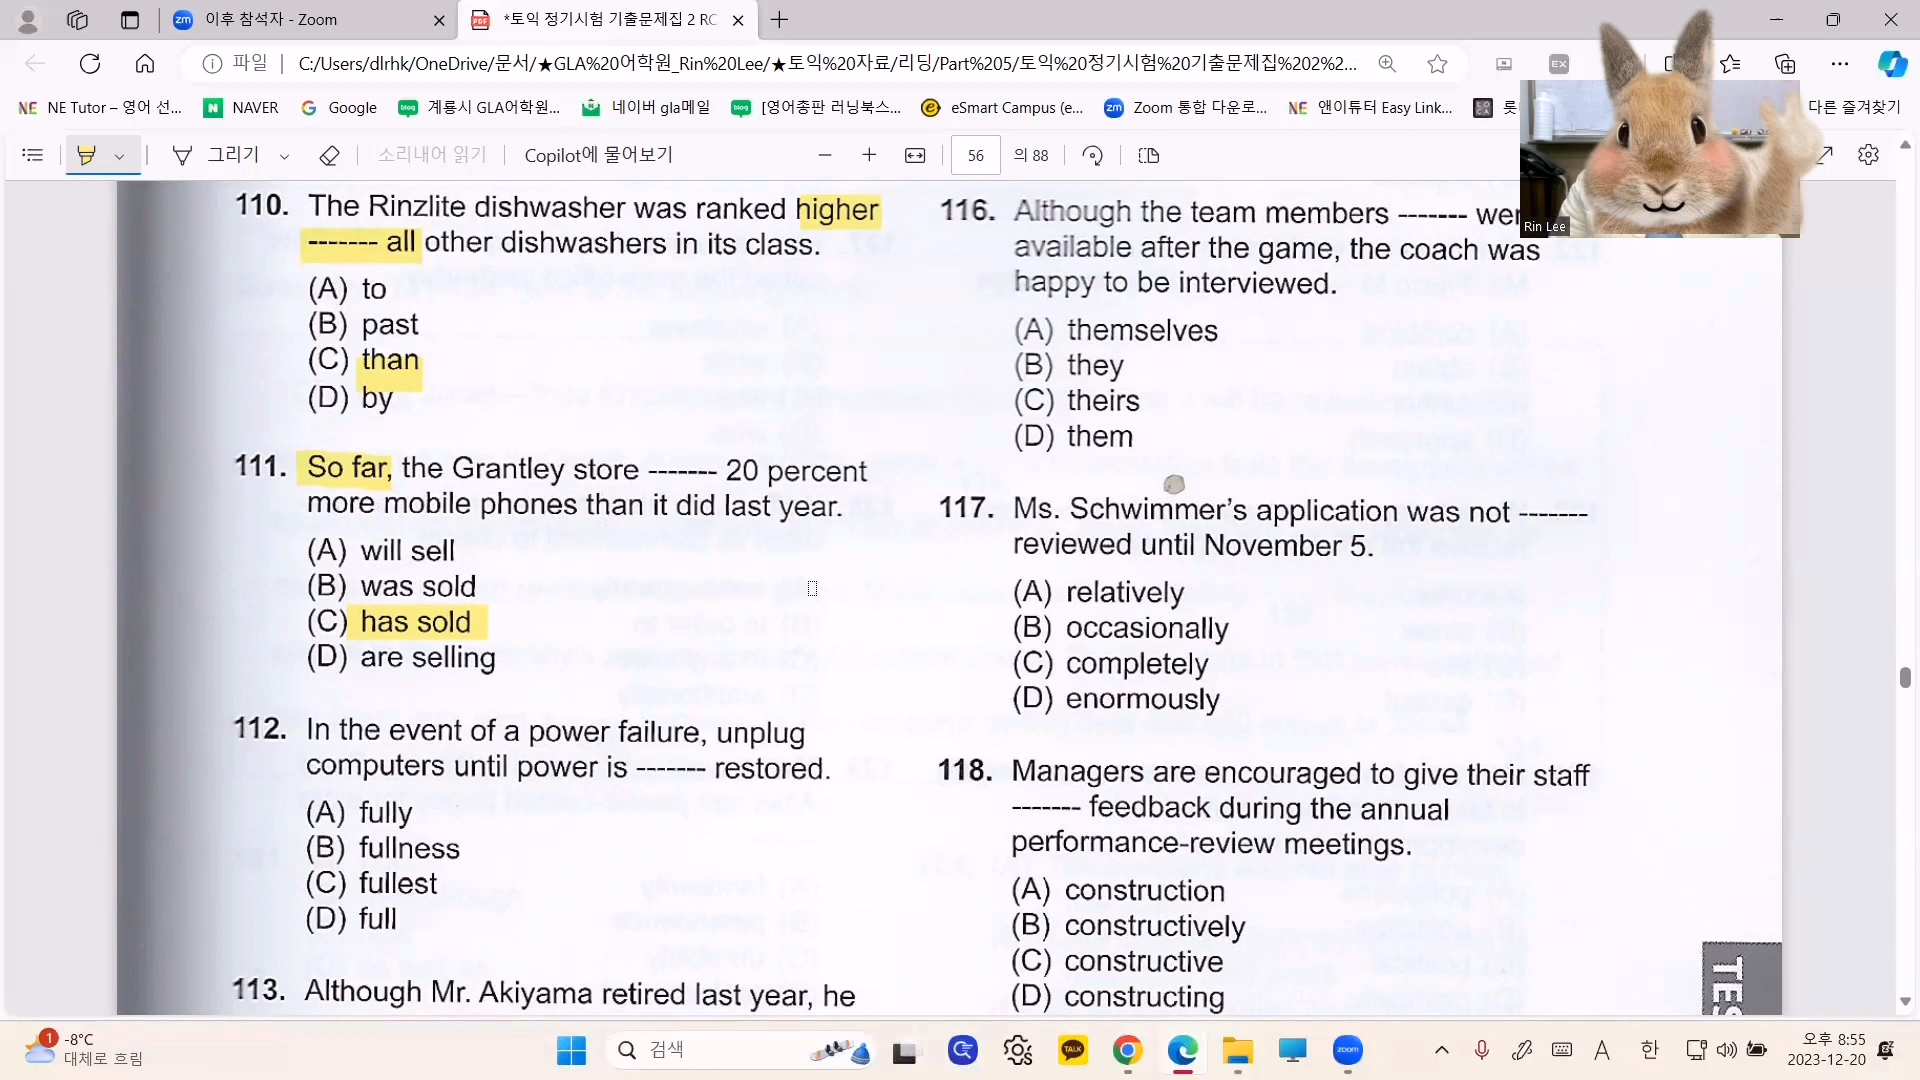 이후 참석자 - Zoom
*토익 정기시험 기출문제집 2 RC
파일
C:/Users/dlrhk/OneDrive/문서/★GLA%20어학원_Rin%20Lee/★토익%20자료/리딩/Part%205/토익%20정기시험%20기출문제집%202%2...
NE Tutor – 영어 선...
NAVER
Google
계룡시 GLA어학원...
네이버 gla메일
[영어총판 러닝북스...
eSmart Campus (e...
Zoom 통합 다운로...
앤이튜터 Easy Link...
다른 즐겨찾기
그리기
소리내어 읽기
Copilot에 물어보기
56
의 88
Rin Lee
110. The Rinzlite dishwasher was ranked higher
------- all other dishwashers in its class.
(A) to
(B) past
(C) than
(D) by
111. So far, the Grantley store ------- 20 percent
more mobile phones than it did last year.
(A) will sell
(B) was sold
(C) has sold
(D) are selling
112. In the event of a power failure, unplug
computers until power is ------- restored.
(A) fully
(B) fullness
(C) fullest
(D) full
113. Although Mr. Akiyama retired last year, he
116. Although the team members -------
available after the game, the coach was
happy to be interviewed.
(A) themselves
(B) they
(C) theirs
(D) them
117. Ms. Schwimmer's application was not -------
reviewed until November 5.
(A) relatively
(B) occasionally
(C) completely
(D) enormously
118. Managers are encouraged to give their staff
------- feedback during the annual
performance-review meetings.
(A) construction
(B) constructively
(C) constructive
(D) constructing
TES
1
-8°C
대체로 흐림
검색
TALK
zoom
A
한
오후 8:55
2023-12-20